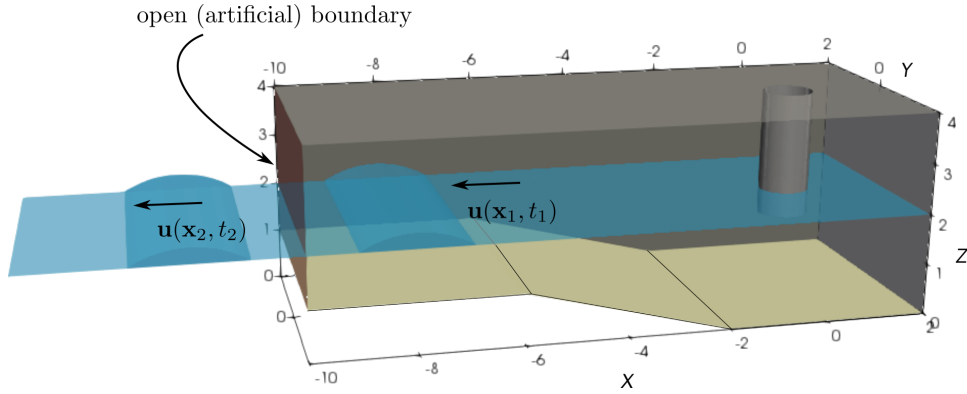 open (artificial) boundary
-10 -8 -6 -4 -2 0 2
0 Y
4 3 2 1 0
0
u(x₁, t₁)
u(x₂, t₂)
4 3 2 1 0
Z
2
-10 -8 -6 -4 -2 0
X